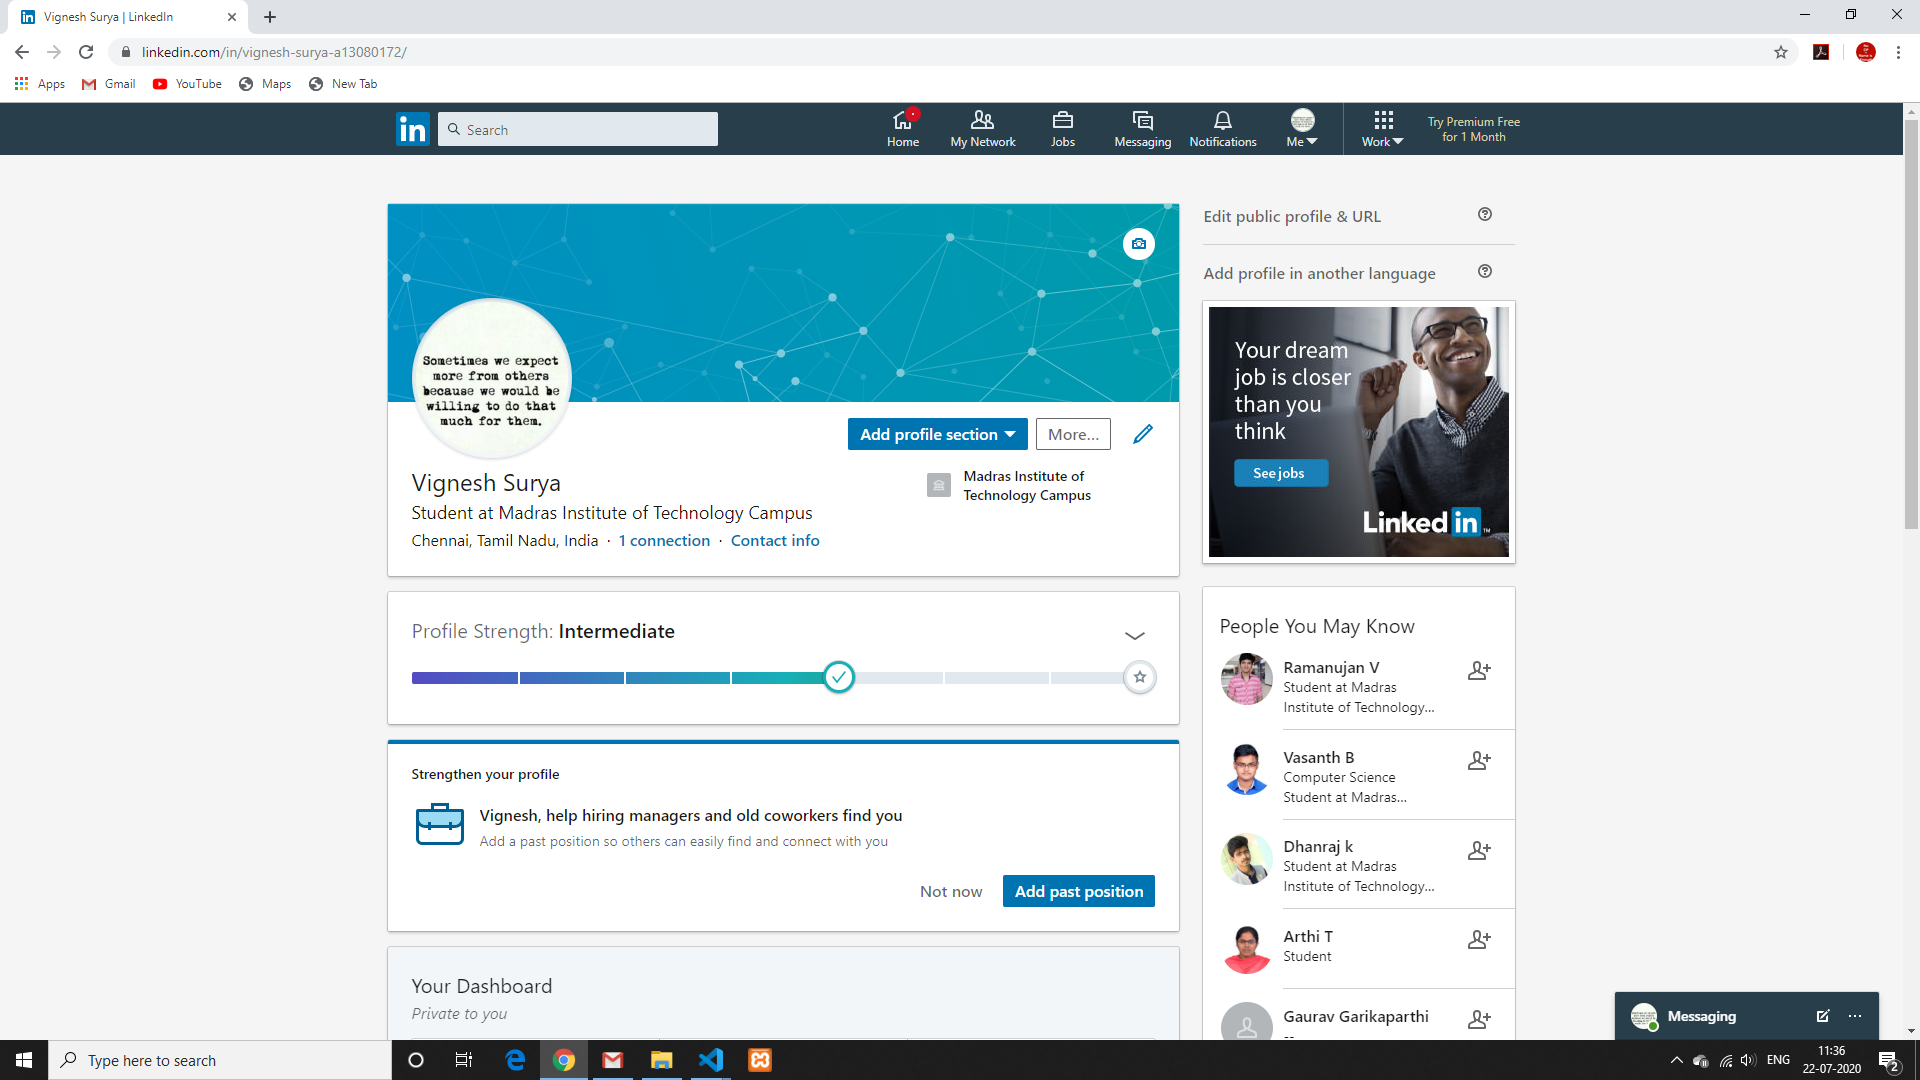 Vignesh Surya | LinkedIn
linkedin.com/in/vignesh-surya-a13080172/
Apps Gmail YouTube Maps New Tab
in Search
Home My Network Jobs Messaging Notifications Me Work
Try Premium Free
for 1 Month
Sometimes we expect
more from others
because we would be
willing to do that
much for them.
Add profile section More...
Vignesh Surya
Student at Madras Institute of Technology Campus
Chennai, Tamil Nadu, India · 1 connection · Contact info
Madras Institute of
Technology Campus
Profile Strength: Intermediate
Strengthen your profile
Vignesh, help hiring managers and old coworkers find you
Add a past position so others can easily find and connect with you
Not now Add past position
Your Dashboard
Private to you
Edit public profile & URL
Add profile in another language
Your dream
job is closer
than you
think
See jobs
Linked in
People You May Know
Ramanujan V
Student at Madras
Institute of Technology...
Vasanth B
Computer Science
Student at Madras...
Dhanraj k
Student at Madras
Institute of Technology...
Arthi T
Student
Gaurav Garikaparthi
--
Messaging
Type here to search
ENG
11:36
22-07-2020
2